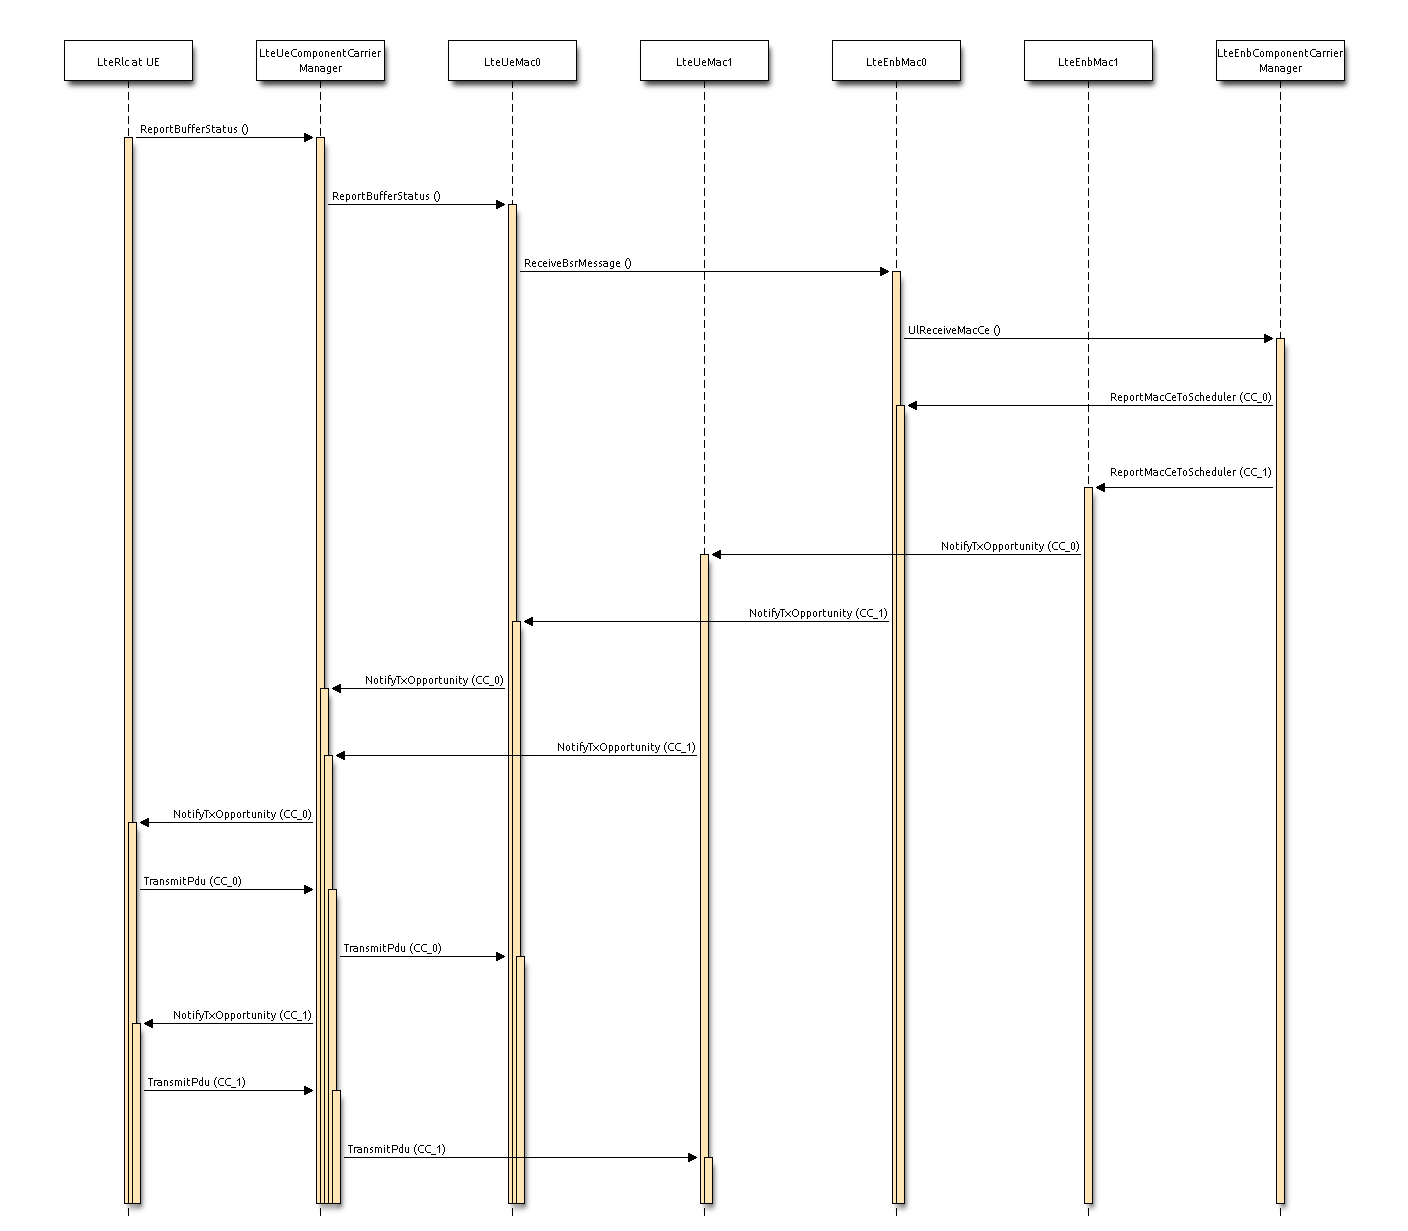 LteRlc at UE
LteUeComponentCarrier
Manager
LteUeMac0
LteUeMac1
LteEnbMac0
LteEnbMac1
LteEnbComponentCarrier
Manager
ReportBufferStatus ()
ReportBufferStatus ()
ReceiveBsrMessage ()
UlReceiveMacCe ()
ReportMacCeToScheduler (CC_0)
ReportMacCeToScheduler (CC_1)
NotifyTxOpportunity (CC_0)
NotifyTxOpportunity (CC_1)
NotifyTxOpportunity (CC_0)
NotifyTxOpportunity (CC_1)
NotifyTxOpportunity (CC_0)
TransmitPdu (CC_0)
TransmitPdu (CC_0)
NotifyTxOpportunity (CC_1)
TransmitPdu (CC_1)
TransmitPdu (CC_1)